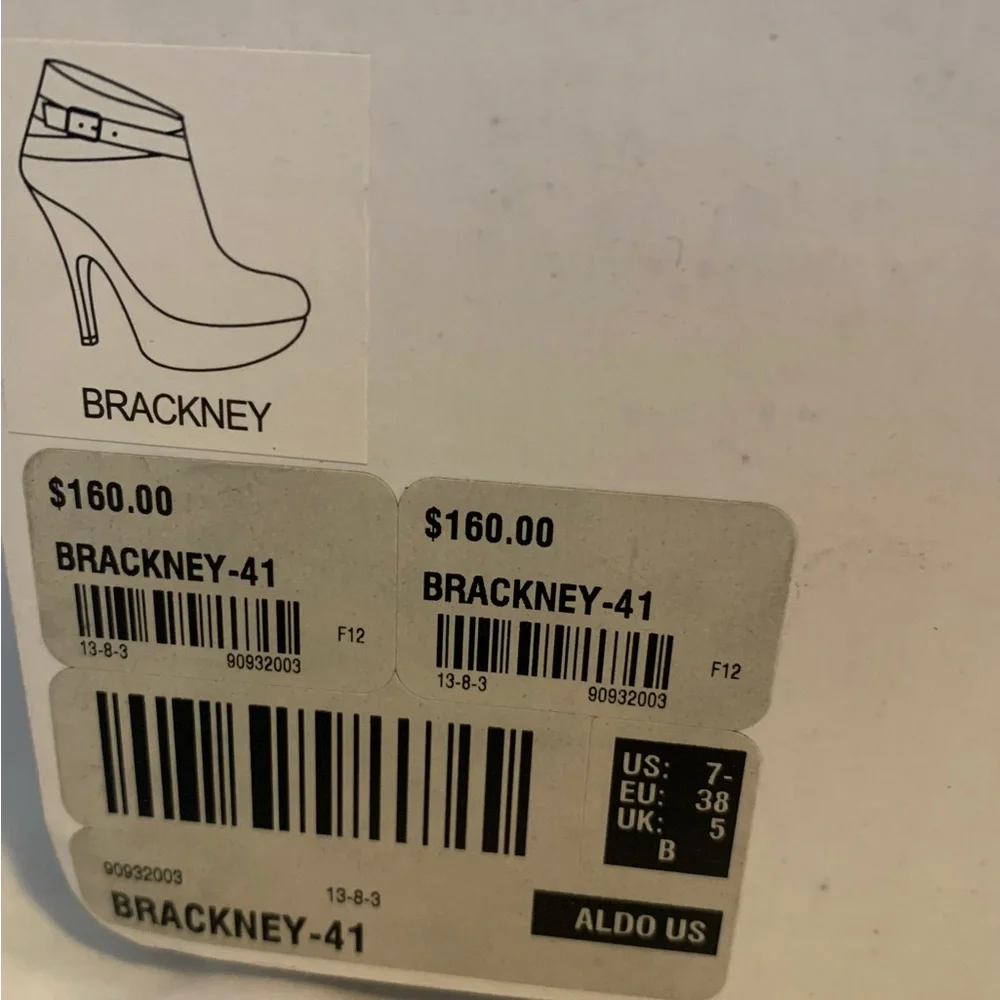 BRACKNEY
$160.00
BRACKNEY-41
F12
13-8-3
90932003
$160.00
BRACKNEY-41
F12
13-8-3
90932003
US: 7-
EU: 38
UK: 5
B
90932003
13-8-3
BRACKNEY-41
ALDO US